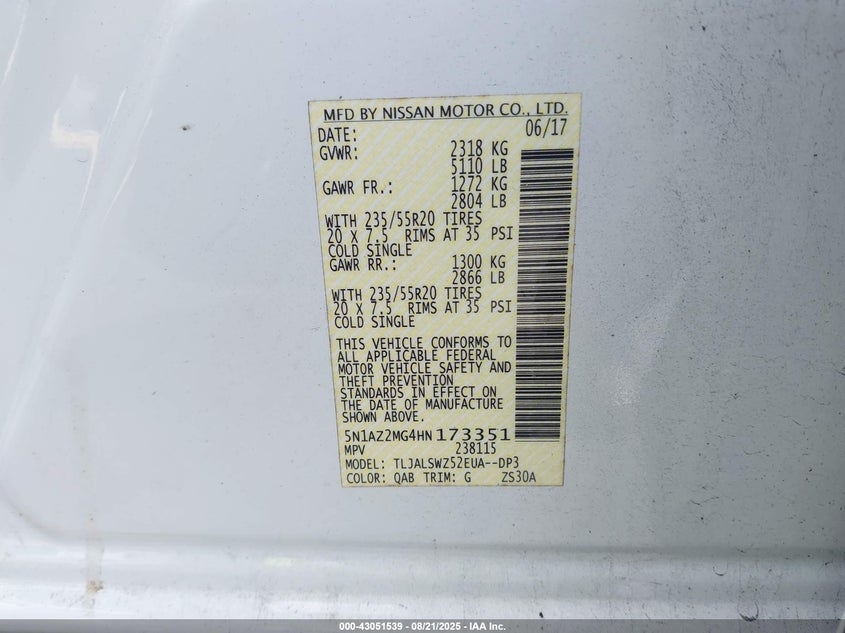 MFD BY NISSAN MOTOR CO., LTD.
DATE: 06/17
GVWR: 2318 KG
5110 LB
GAWR FR.: 1272 KG
2804 LB
WITH 235/55R20 TIRES
20 X 7.5 RIMS AT 35 PSI
COLD SINGLE
GAWR RR.: 1300 KG
2866 LB
WITH 235/55R20 TIRES
20 X 7.5 RIMS AT 35 PSI
COLD SINGLE
THIS VEHICLE CONFORMS TO
ALL APPLICABLE FEDERAL
MOTOR VEHICLE SAFETY AND
THEFT PREVENTION
STANDARDS IN EFFECT ON
THE DATE OF MANUFACTURE
SHOWN ABOVE.
5N1AZ2MG4HN173351
MPV 238115
MODEL: TLJALSWZ52EUA--DP3
COLOR: QAB TRIM: G ZS30A
000-43051539 - 08/21/2025 - IAA Inc.